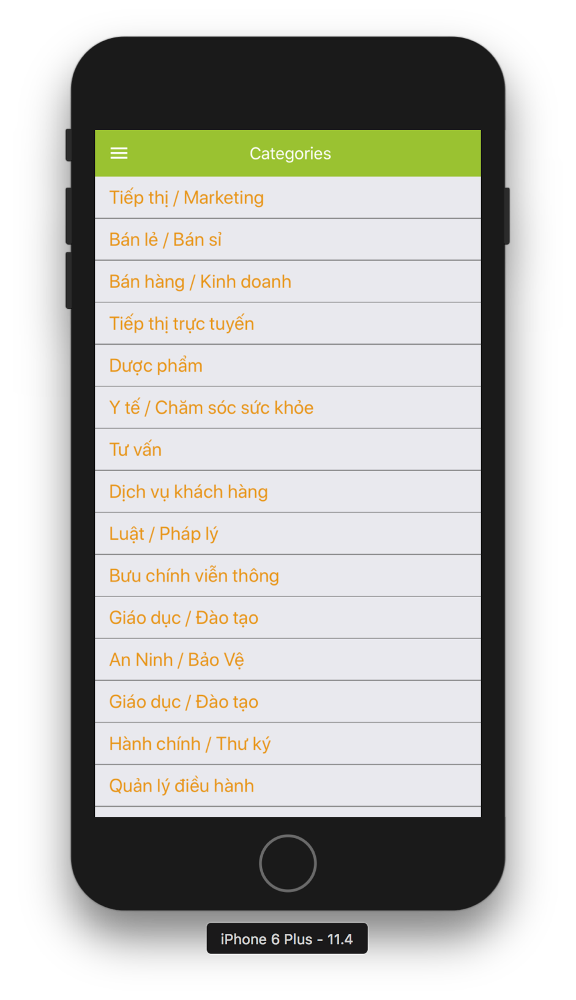 Categories
Tiếp thị / Marketing
Bán lẻ / Bán sỉ
Bán hàng / Kinh doanh
Tiếp thị trực tuyến
Dược phẩm
Y tế / Chăm sóc sức khỏe
Tư vấn
Dịch vụ khách hàng
Luật / Pháp lý
Bưu chính viễn thông
Giáo dục / Đào tạo
An Ninh / Bảo Vệ
Giáo dục / Đào tạo
Hành chính / Thư ký
Quản lý điều hành
iPhone 6 Plus - 11.4